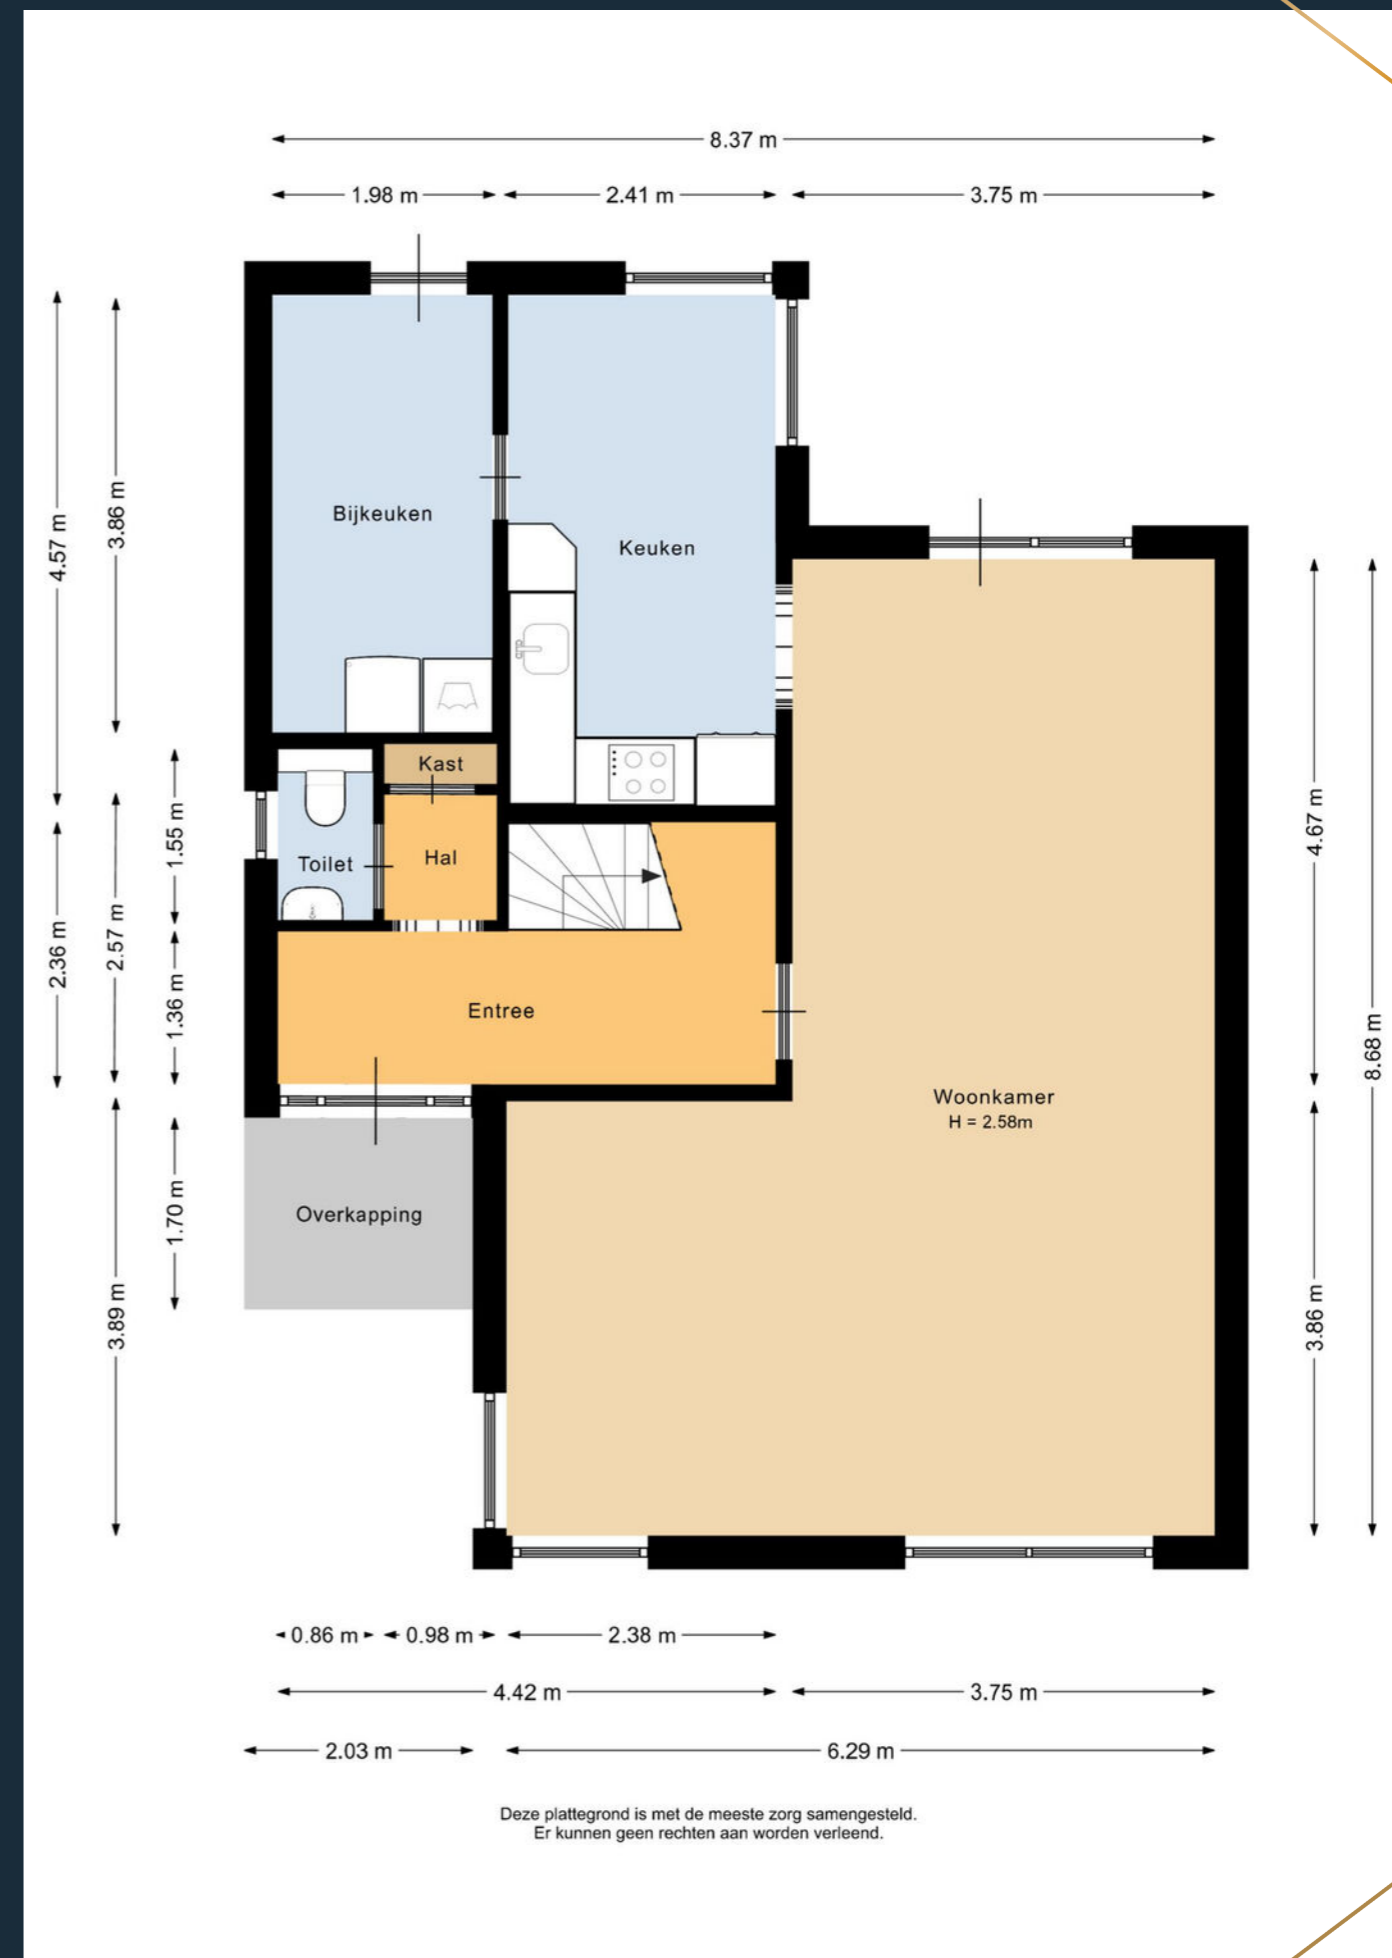 8.37 m
1.98 m
2.41 m
3.75 m
4.57 m
3.86 m
Bijkeuken
Keuken
Kast
1.55 m
Toilet
Hal
4.67 m
2.36 m
2.57 m
1.36 m
Entree
8.68 m
Woonkamer
H = 2.58m
1.70 m
Overkapping
3.89 m
3.86 m
0.86 m
0.98 m
2.38 m
4.42 m
3.75 m
2.03 m
6.29 m
Deze plattegrond is met de meeste zorg samengesteld.
Er kunnen geen rechten aan worden verleend.